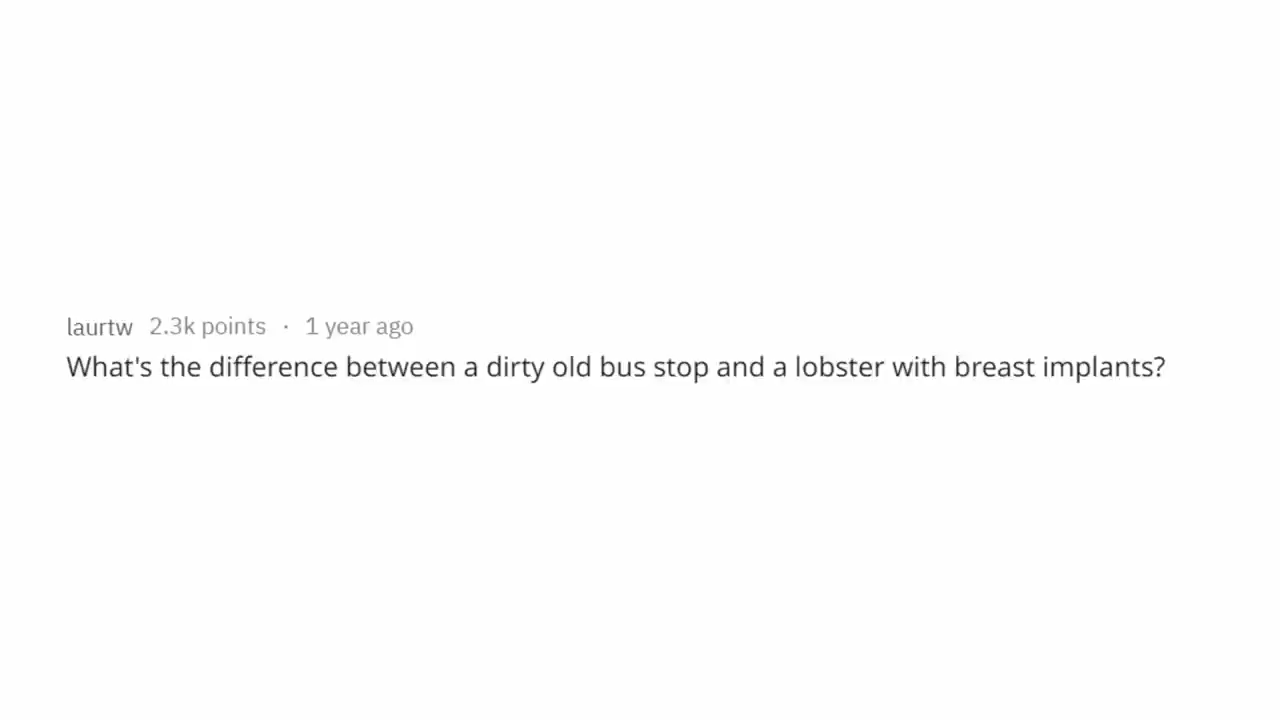 laurtw 2.3k points · 1 year ago
What's the difference between a dirty old bus stop and a lobster with breast implants?